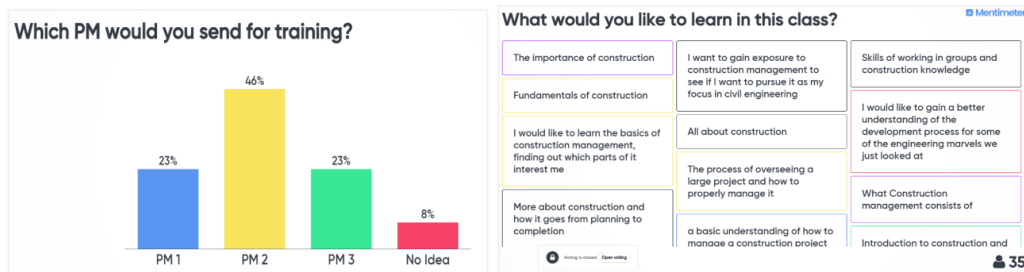 Which PM would you send for training?
46%
23%
23%
8%
PM 1
PM 2
PM 3
No Idea
What would you like to learn in this class?
Mentimeter
The importance of construction
Fundamentals of construction
I would like to learn the basics of
construction management,
finding out which parts of it
interest me
More about construction and
how it goes from planning to
completion
I want to gain exposure to
construction management to
see if I want to pursue it as my
focus in civil engineering
All about construction
The process of overseeing a
large project and how to
properly manage it
a basic understanding of how to
manage a construction project
Skills of working in groups and
construction knowledge
I would like to gain a better
understanding of the
development process for some
of the engineering marvels we
just looked at
What Construction
management consists of
Introduction to construction and
Voting is closed Open voting
35